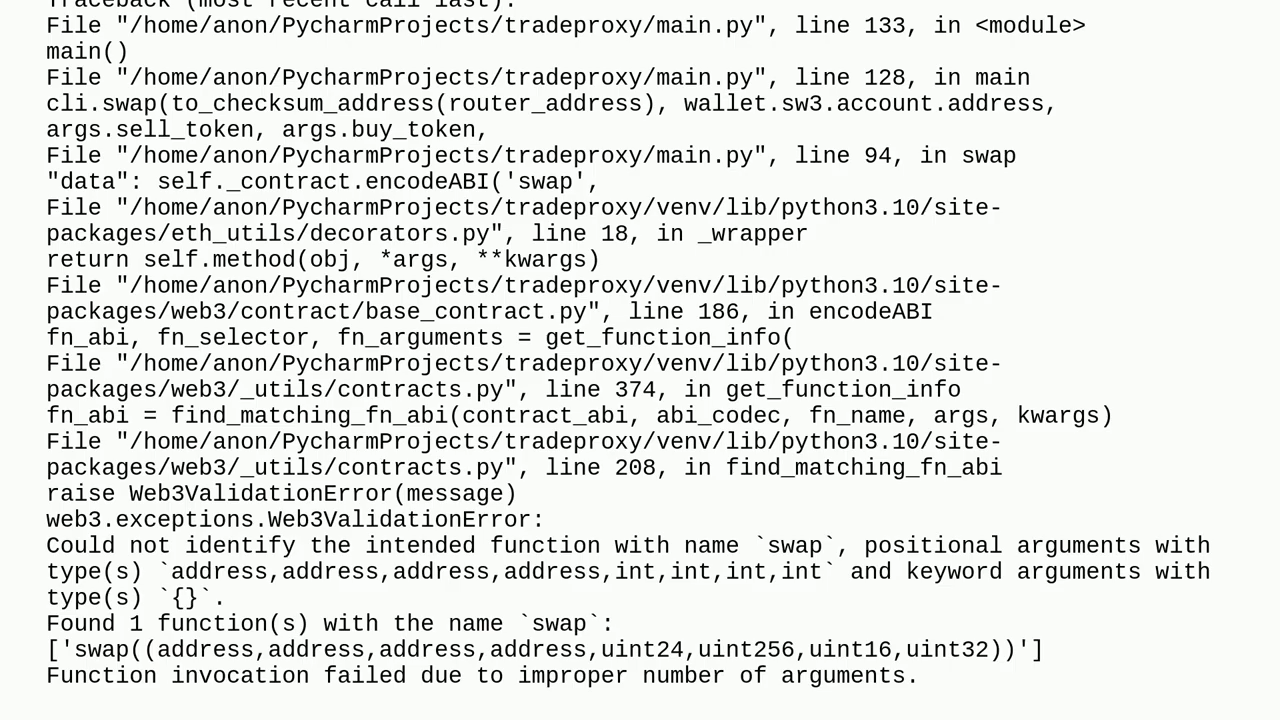 Traceback (most recent call last):
File "/home/anon/PycharmProjects/tradeproxy/main.py", line 133, in <module>
main()
File "/home/anon/PycharmProjects/tradeproxy/main.py", line 128, in main
cli.swap(to_checksum_address(router_address), wallet.sw3.account.address,
args.sell_token, args.buy_token,
File "/home/anon/PycharmProjects/tradeproxy/main.py", line 94, in swap
"data": self._contract.encodeABI('swap',
File "/home/anon/PycharmProjects/tradeproxy/venv/lib/python3.10/site-
packages/eth_utils/decorators.py", line 18, in _wrapper
return self.method(obj, *args, **kwargs)
File "/home/anon/PycharmProjects/tradeproxy/venv/lib/python3.10/site-
packages/web3/contract/base_contract.py", line 186, in encodeABI
fn_abi, fn_selector, fn_arguments = get_function_info(
File "/home/anon/PycharmProjects/tradeproxy/venv/lib/python3.10/site-
packages/web3/_utils/contracts.py", line 374, in get_function_info
fn_abi = find_matching_fn_abi(contract_abi, abi_codec, fn_name, args, kwargs)
File "/home/anon/PycharmProjects/tradeproxy/venv/lib/python3.10/site-
packages/web3/_utils/contracts.py", line 208, in find_matching_fn_abi
raise Web3ValidationError(message)
web3.exceptions.Web3ValidationError:
Could not identify the intended function with name `swap`, positional arguments with
type(s) `address,address,address,address,int,int,int,int` and keyword arguments with
type(s) `{}`.
Found 1 function(s) with the name `swap`:
['swap((address,address,address,address,uint24,uint256,uint16,uint32))']
Function invocation failed due to improper number of arguments.